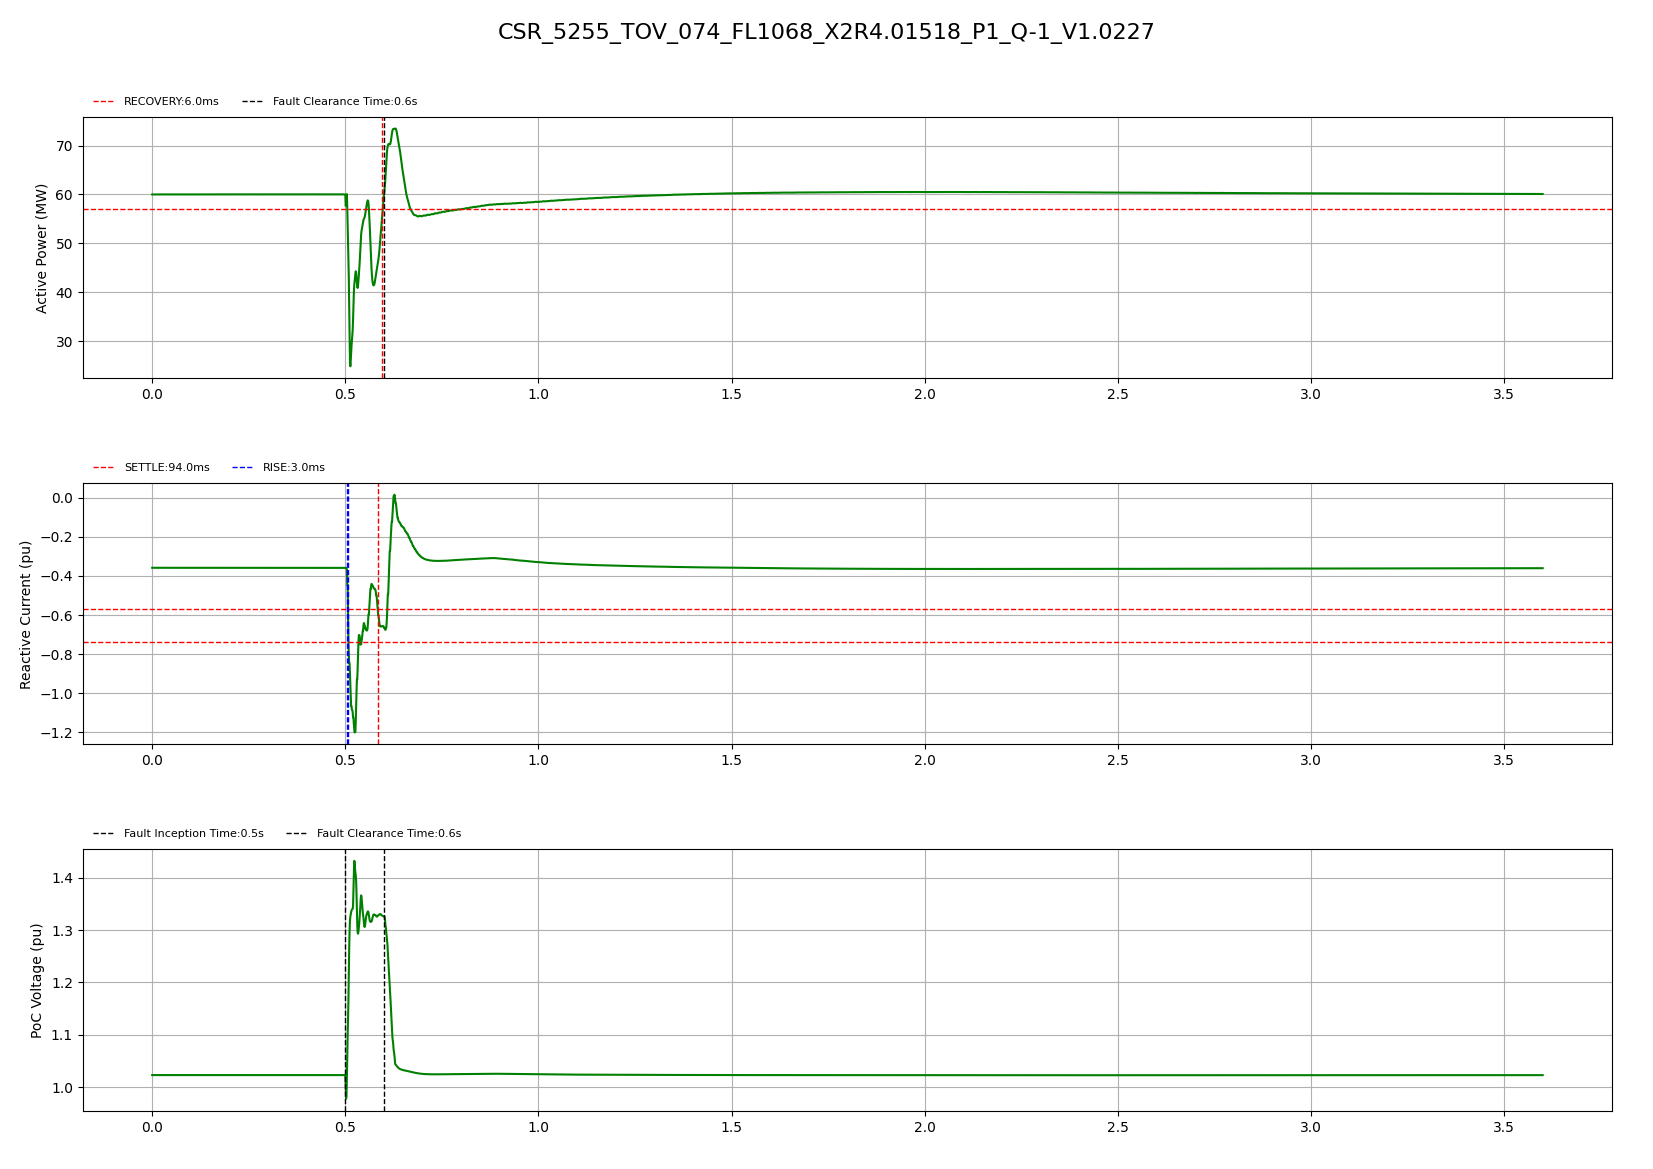 CSR_5255_TOV_074_FL1068_X2R4.01518_P1_Q-1_V1.0227
RECOVERY:6.0ms Fault Clearance Time:0.6s
Active Power (MW)
70
60
50
40
30
0.0 0.5 1.0 1.5 2.0 2.5 3.0 3.5
SETTLE:94.0ms RISE:3.0ms
Reactive Current (pu)
0.0
−0.2
−0.4
−0.6
−0.8
−1.0
−1.2
0.0 0.5 1.0 1.5 2.0 2.5 3.0 3.5
Fault Inception Time:0.5s Fault Clearance Time:0.6s
PoC Voltage (pu)
1.4
1.3
1.2
1.1
1.0
0.0 0.5 1.0 1.5 2.0 2.5 3.0 3.5